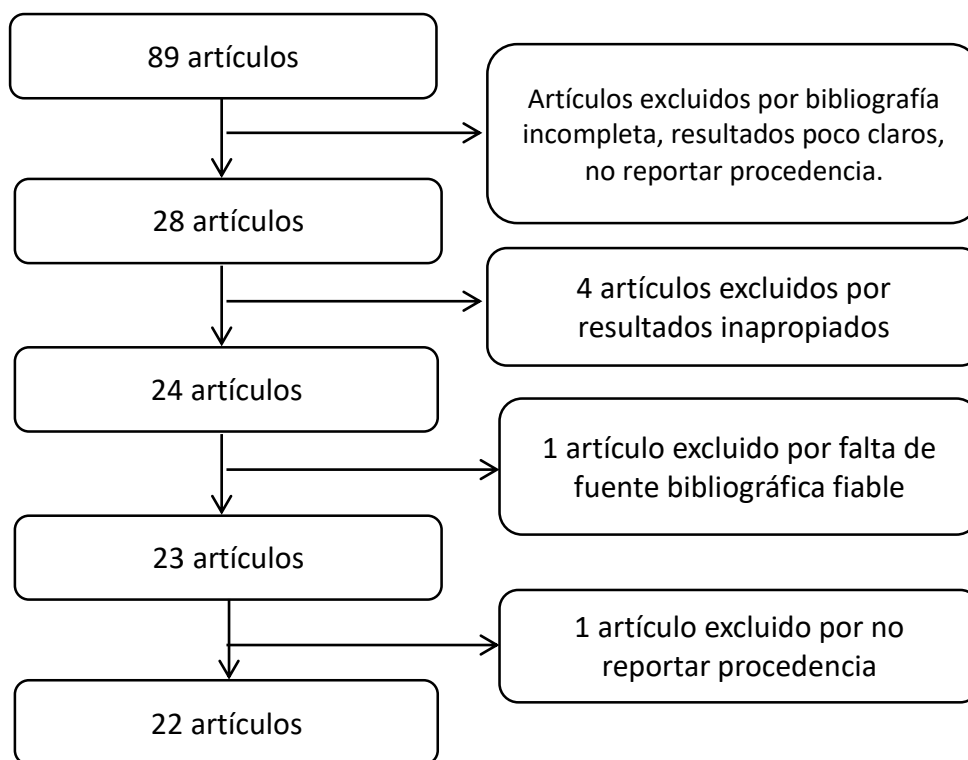 89 artículos
Artículos excluidos por bibliografía
incompleta, resultados poco claros,
no reportar procedencia.
28 artículos
4 artículos excluidos por
resultados inapropiados
24 artículos
1 artículo excluido por falta de
fuente bibliográfica fiable
23 artículos
1 artículo excluido por no
reportar procedencia
22 artículos